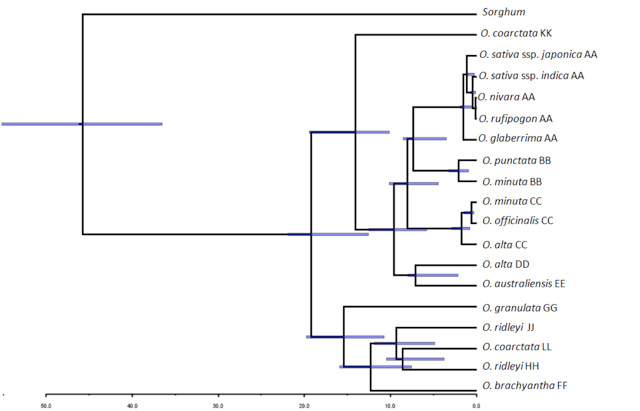 Sorghum
O. coarctata KK
O. sativa ssp. japonica AA
O. sativa ssp. indica AA
O. nivara AA
O. rufipogon AA
O. glaberrima AA
O. punctata BB
O. minuta BB
O. minuta CC
O. officinalis CC
O. alta CC
O. alta DD
O. australiensis EE
O. granulata GG
O. ridleyi JJ
O. coarctata LL
O. ridleyi HH
O. brachyantha FF
50.0 40.0 30.0 20.0 10.0 0.0